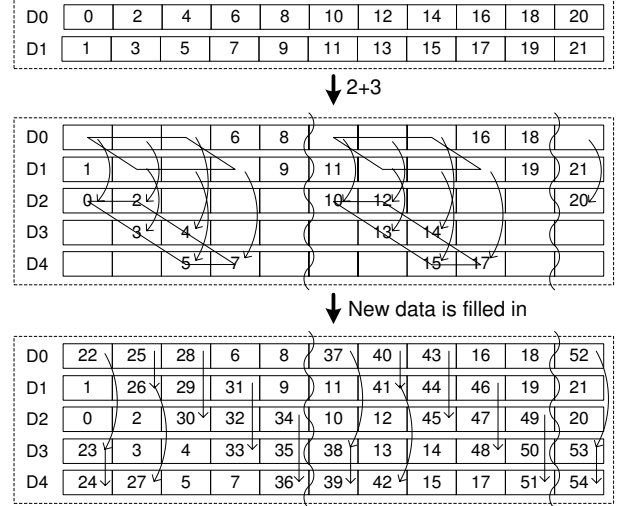 D0 0 2 4 6 8 10 12 14 16 18 20
D1 1 3 5 7 9 11 13 15 17 19 21
2+3
D0 6 8 16 18
D1 1 9 11 19 21
D2 0 2 10 12 20
D3 3 4 13 14
D4 5 7 15 17
New data is filled in
D0 22 25 28 6 8 37 40 43 16 18 52
D1 1 26 29 31 9 11 41 44 46 19 21
D2 0 2 30 32 34 10 12 45 47 49 20
D3 23 3 4 33 35 38 13 14 48 50 53
D4 24 27 5 7 36 39 42 15 17 51 54